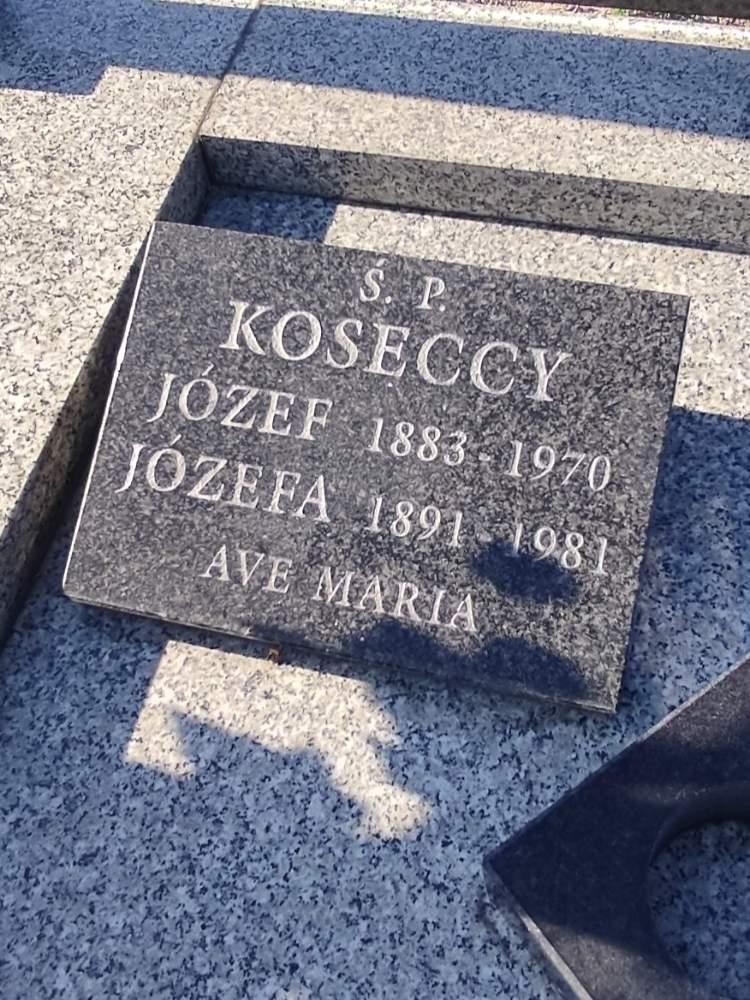 Ś. P.
KOSECCY
JÓZEF 1883-1970
JÓZEFA 1891-1981
AVE MARIA